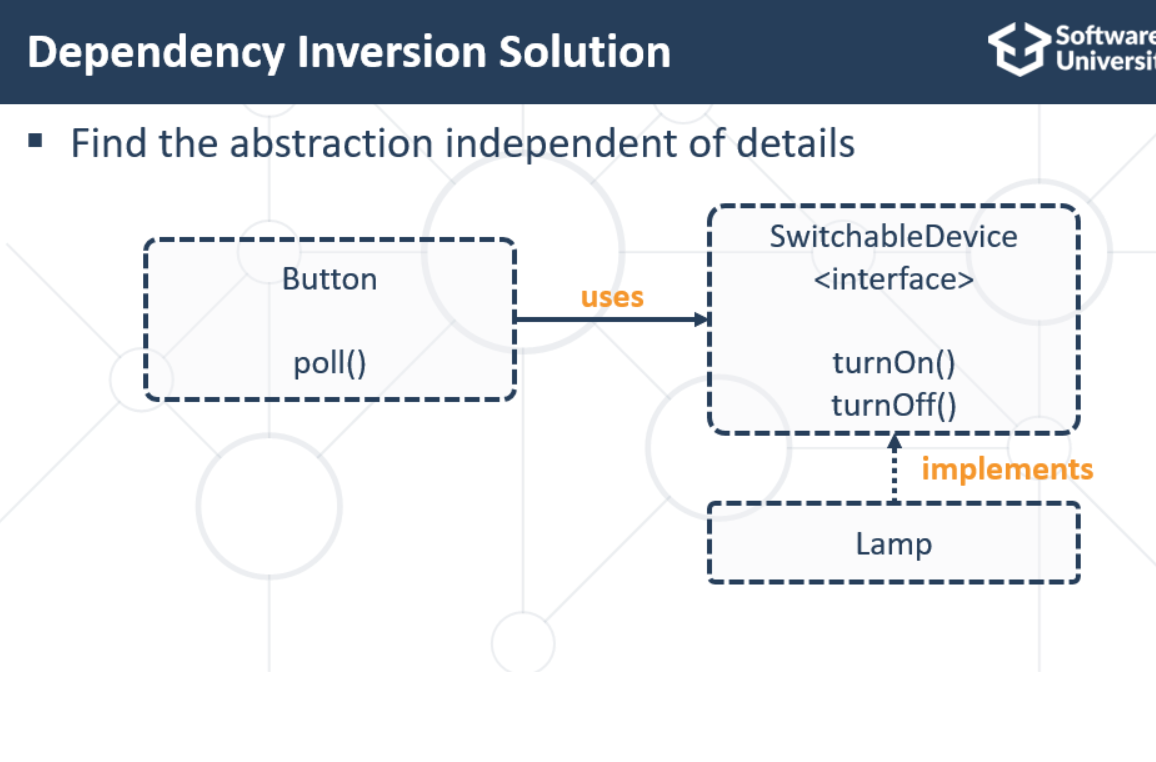 Dependency Inversion Solution
Software
Universit
Find the abstraction independent of details
Button
poll()
uses
SwitchableDevice
<interface>
turnOn()
turnOff()
implements
Lamp